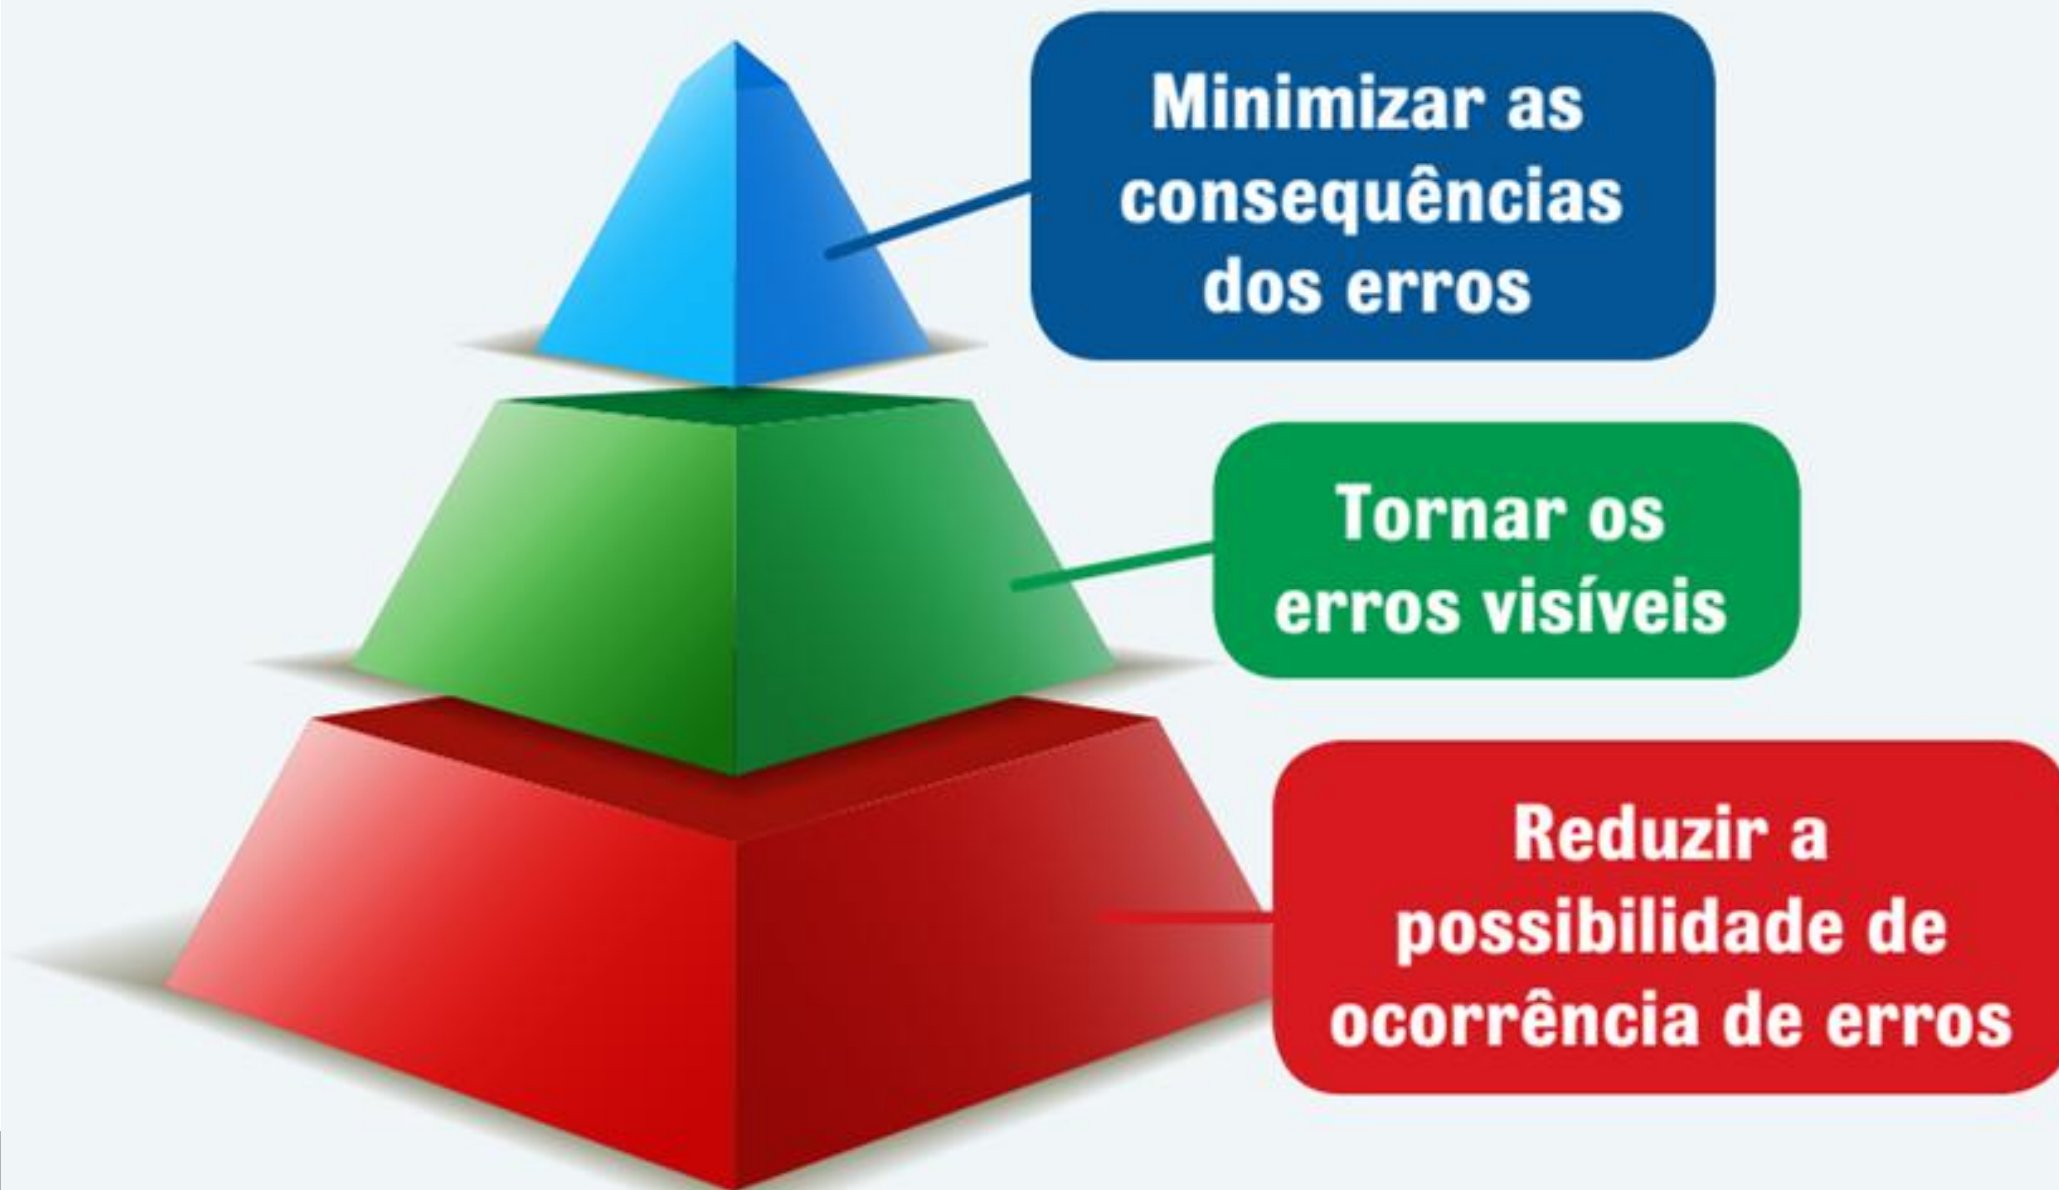 Minimizar as
consequências
dos erros
Tornar os
erros visíveis
Reduzir a
possibilidade de
ocorrência de erros